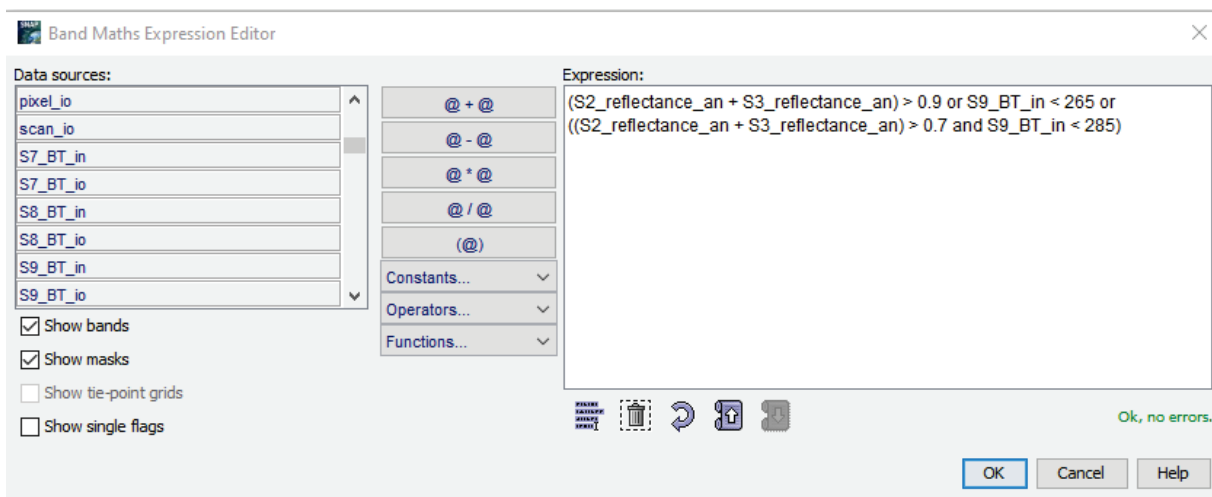 Band Maths Expression Editor
Data sources:
pixel_io
scan_io
S7_BT_in
S7_BT_io
S8_BT_in
S8_BT_io
S9_BT_in
S9_BT_io
Show bands
Show masks
Show tie-point grids
Show single flags
@ + @
@ - @
@ * @
@ / @
(@)
Constants...
Operators...
Functions...
Expression:
(S2_reflectance_an + S3_reflectance_an) > 0.9 or S9_BT_in < 265 or
((S2_reflectance_an + S3_reflectance_an) > 0.7 and S9_BT_in < 285)
Ok, no errors.
OK
Cancel
Help